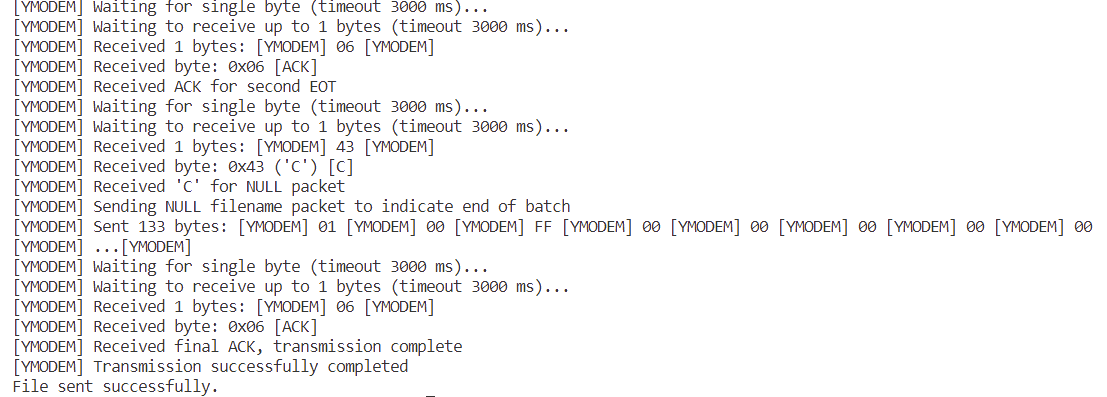 [YMODEM] Waiting for single byte (timeout 3000 ms)...
[YMODEM] Waiting to receive up to 1 bytes (timeout 3000 ms)...
[YMODEM] Received 1 bytes: [YMODEM] 06 [YMODEM]
[YMODEM] Received byte: 0x06 [ACK]
[YMODEM] Received ACK for second EOT
[YMODEM] Waiting for single byte (timeout 3000 ms)...
[YMODEM] Waiting to receive up to 1 bytes (timeout 3000 ms)...
[YMODEM] Received 1 bytes: [YMODEM] 43 [YMODEM]
[YMODEM] Received byte: 0x43 ('C') [C]
[YMODEM] Received 'C' for NULL packet
[YMODEM] Sending NULL filename packet to indicate end of batch
[YMODEM] Sent 133 bytes: [YMODEM] 01 [YMODEM] 00 [YMODEM] FF [YMODEM] 00 [YMODEM] 00 [YMODEM] 00 [YMODEM] 00 [YMODEM] 00
[YMODEM] ...[YMODEM]
[YMODEM] Waiting for single byte (timeout 3000 ms)...
[YMODEM] Waiting to receive up to 1 bytes (timeout 3000 ms)...
[YMODEM] Received 1 bytes: [YMODEM] 06 [YMODEM]
[YMODEM] Received byte: 0x06 [ACK]
[YMODEM] Received final ACK, transmission complete
[YMODEM] Transmission successfully completed
File sent successfully.